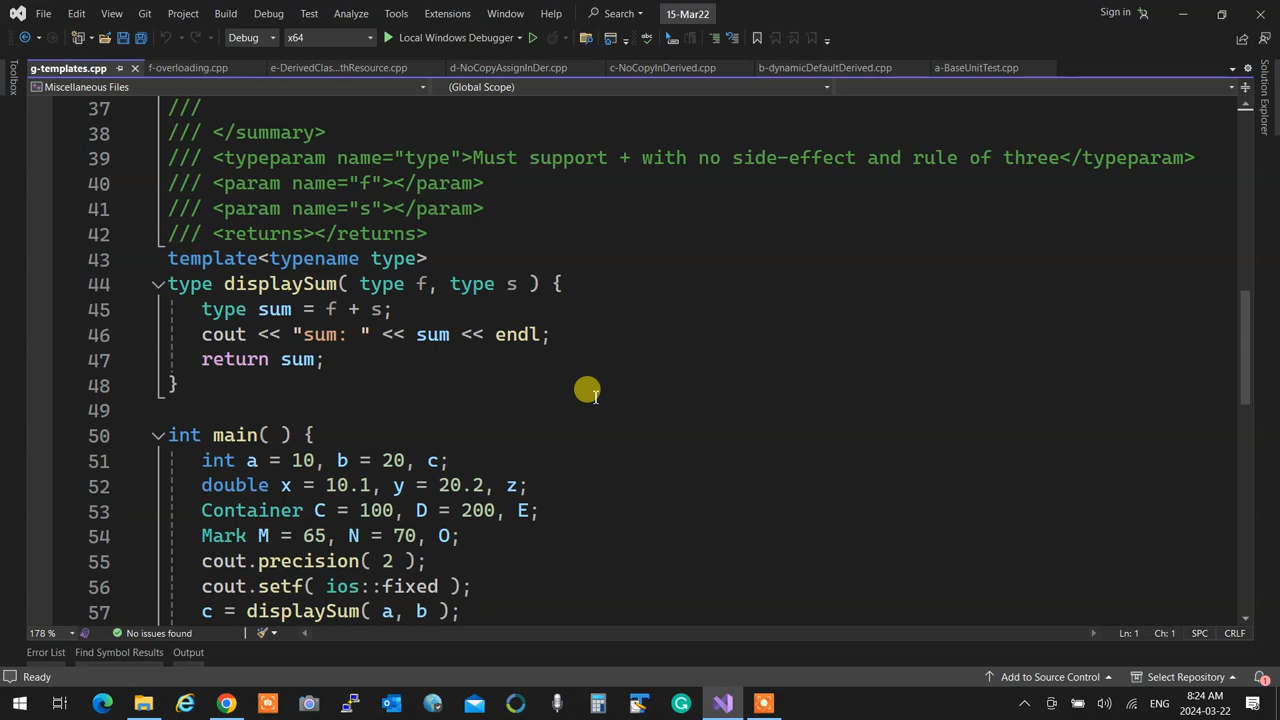 File Edit View Git Project Build Debug Test Analyze Tools Extensions Window Help Search 15-Mar22 Sign in
Debug x64 Local Windows Debugger
g-templates.cpp f-overloading.cpp e-DerivedClas...thResource.cpp d-NoCopyAssignInDer.cpp c-NoCopyInDerived.cpp b-dynamicDefaultDerived.cpp a-BaseUnitTest.cpp
Toolbox
Solution Explorer
Miscellaneous Files (Global Scope)
37 ///
38 /// </summary>
39 /// <typeparam name="type">Must support + with no side-effect and rule of three</typeparam>
40 /// <param name="f"></param>
41 /// <param name="s"></param>
42 /// <returns></returns>
43 template<typename type>
44 type displaySum( type f, type s ) {
45 type sum = f + s;
46 cout << "sum: " << sum << endl;
47 return sum;
48 }
49
50 int main( ) {
51 int a = 10, b = 20, c;
52 double x = 10.1, y = 20.2, z;
53 Container C = 100, D = 200, E;
54 Mark M = 65, N = 70, O;
55 cout.precision( 2 );
56 cout.setf( ios::fixed );
57 c = displaySum( a, b );
178 % No issues found Ln: 1 Ch: 1 SPC CRLF
Error List Find Symbol Results Output
Ready Add to Source Control Select Repository 1
ENG 8:24 AM
2024-03-22